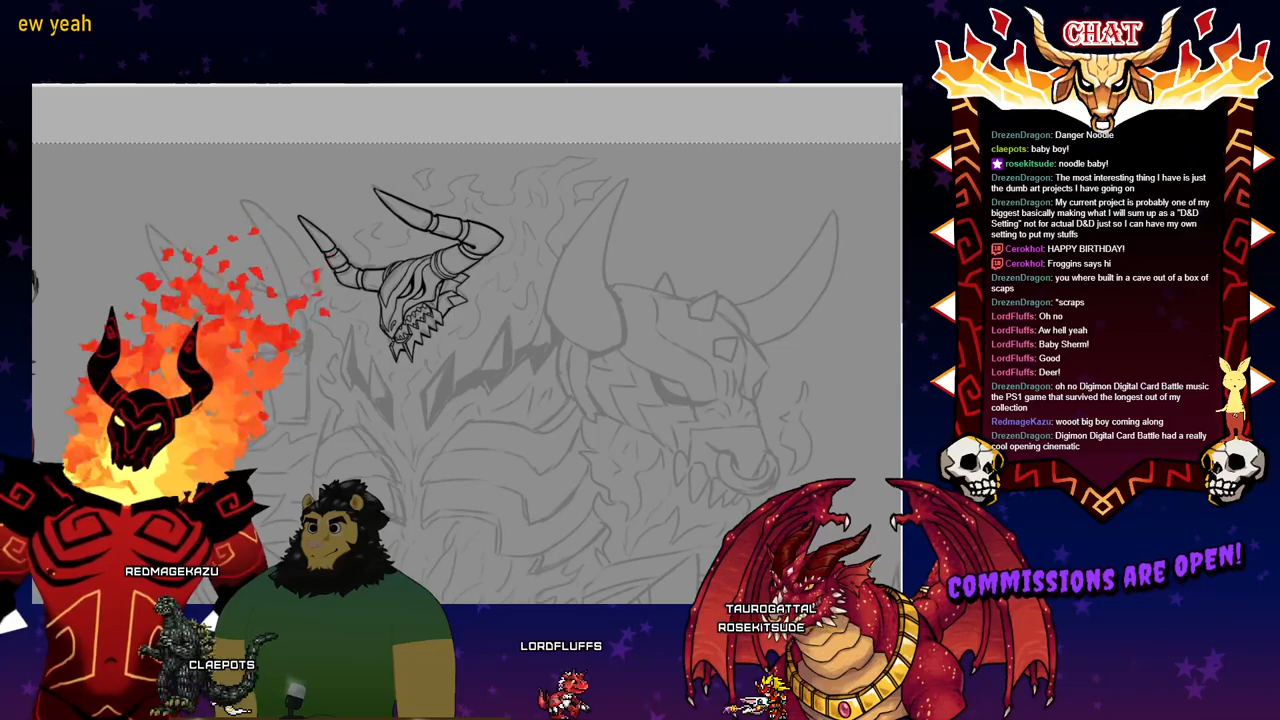 ew yeah
CHAT
DrezenDragon: Danger Noodle
claepots: baby boy!
rosekitsude: noodle baby!
DrezenDragon: The most interesting thing I have is just
the dumb art projects I have going on
DrezenDragon: My current project is probably one of my
biggest basically making what I will sum up as a "D&D
Setting" not for actual D&D just so I can have my own
setting to put my stuffs
Cerokhol: HAPPY BIRTHDAY!
Cerokhol: Froggins says hi
DrezenDragon: you where built in a cave out of a box of
scaps
DrezenDragon: *scraps
LordFluffs: Oh no
LordFluffs: Aw hell yeah
LordFluffs: Baby Sherm!
LordFluffs: Good
LordFluffs: Deer!
DrezenDragon: oh no Digimon Digital Card Battle music
the PS1 game that survived the longest out of my
collection
RedmageKazu: wooot big boy coming along
DrezenDragon: Digimon Digital Card Battle had a really
cool opening cinematic
COMMISSIONS ARE OPEN!
REDMAGEKAZU
TAUROGATTAL
ROSEKITSUDE
LORDFLUFFS
CLAEPOTS